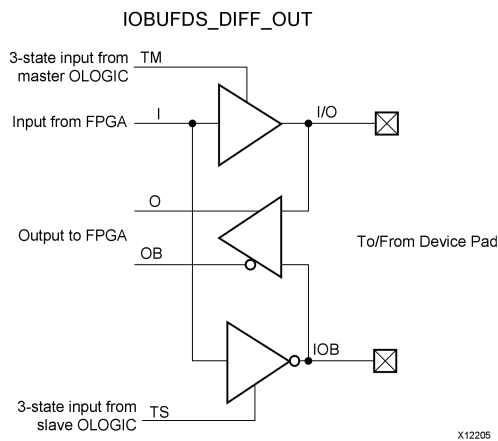 IOBUFDS_DIFF_OUT
3-state input from
master OLOGIC
TM
Input from FPGA
I
I/O
O
Output to FPGA
OB
To/From Device Pad
IOB
3-state input from
slave OLOGIC
TS
X12205